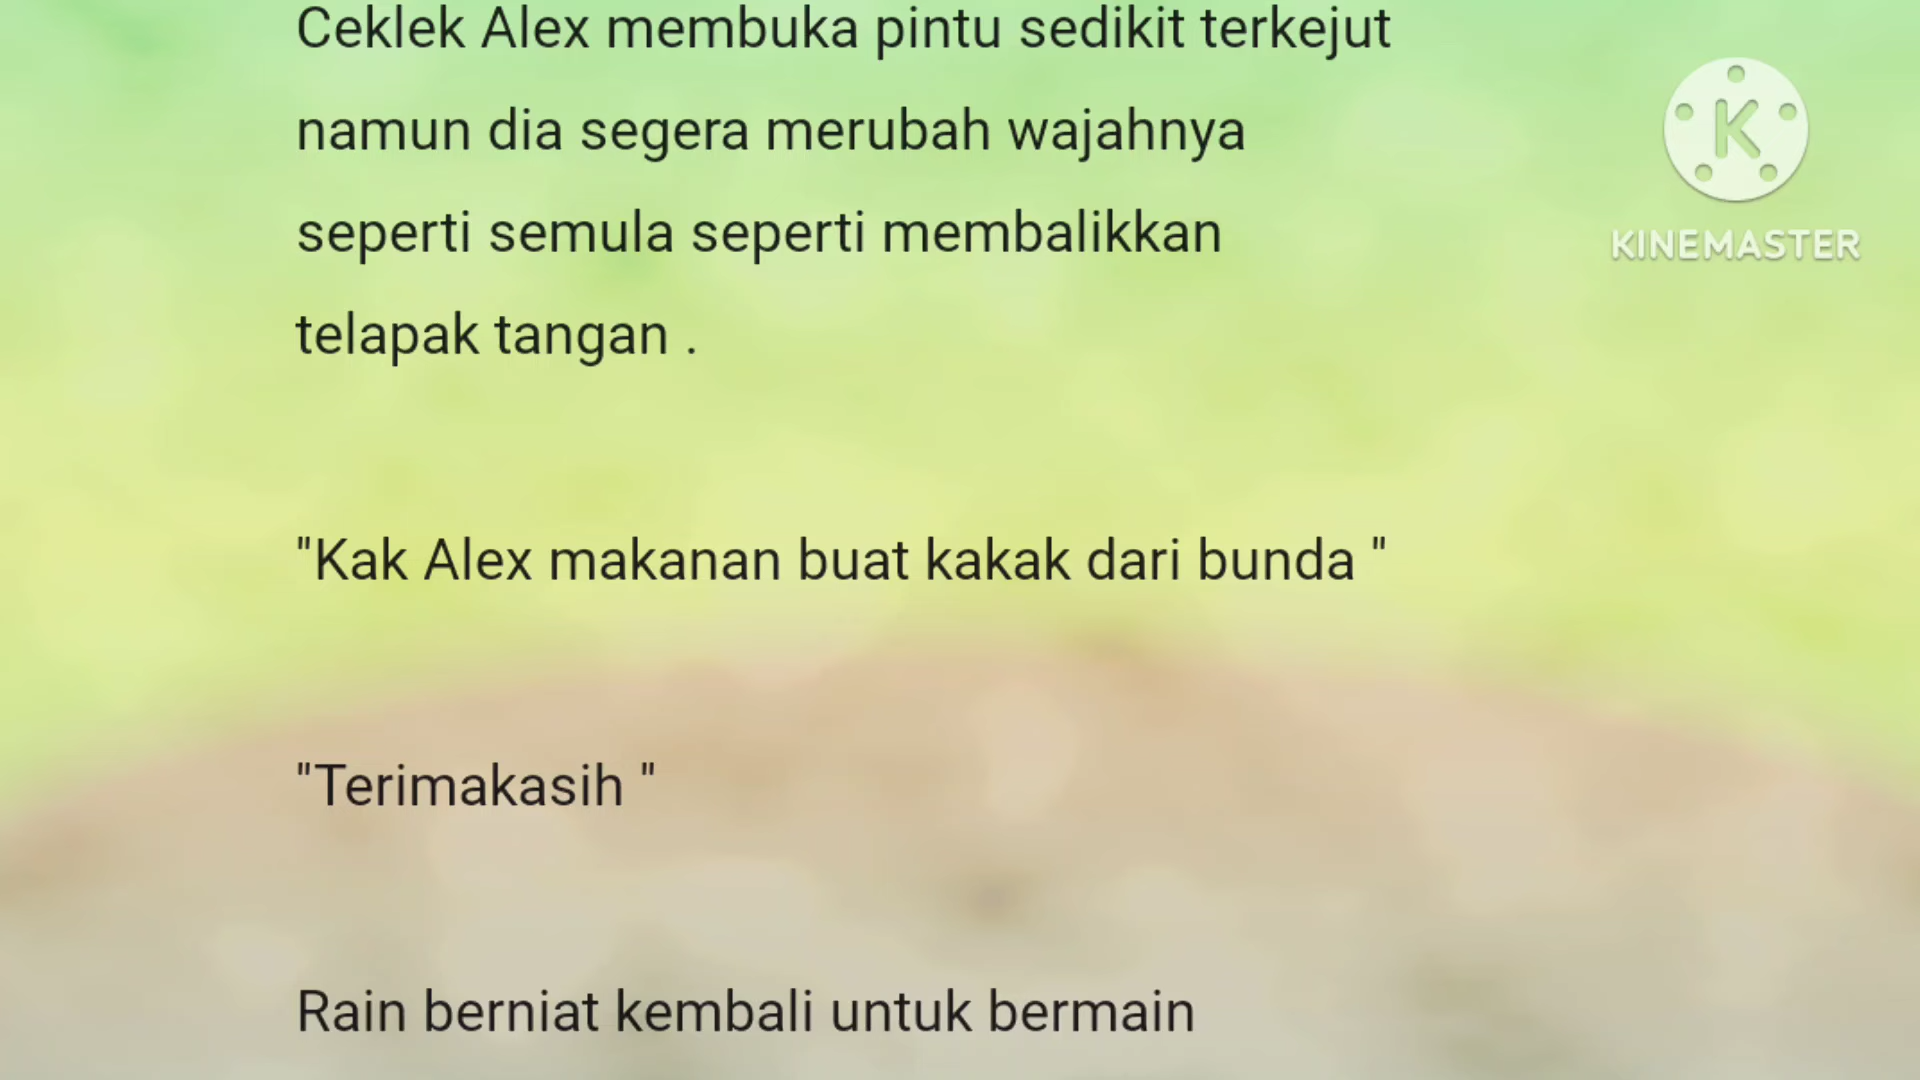 Ceklek Alex membuka pintu sedikit terkejut
namun dia segera merubah wajahnya
seperti semula seperti membalikkan
telapak tangan .
"Kak Alex makanan buat kakak dari bunda "
"Terimakasih "
Rain berniat kembali untuk bermain
K
KINEMASTER